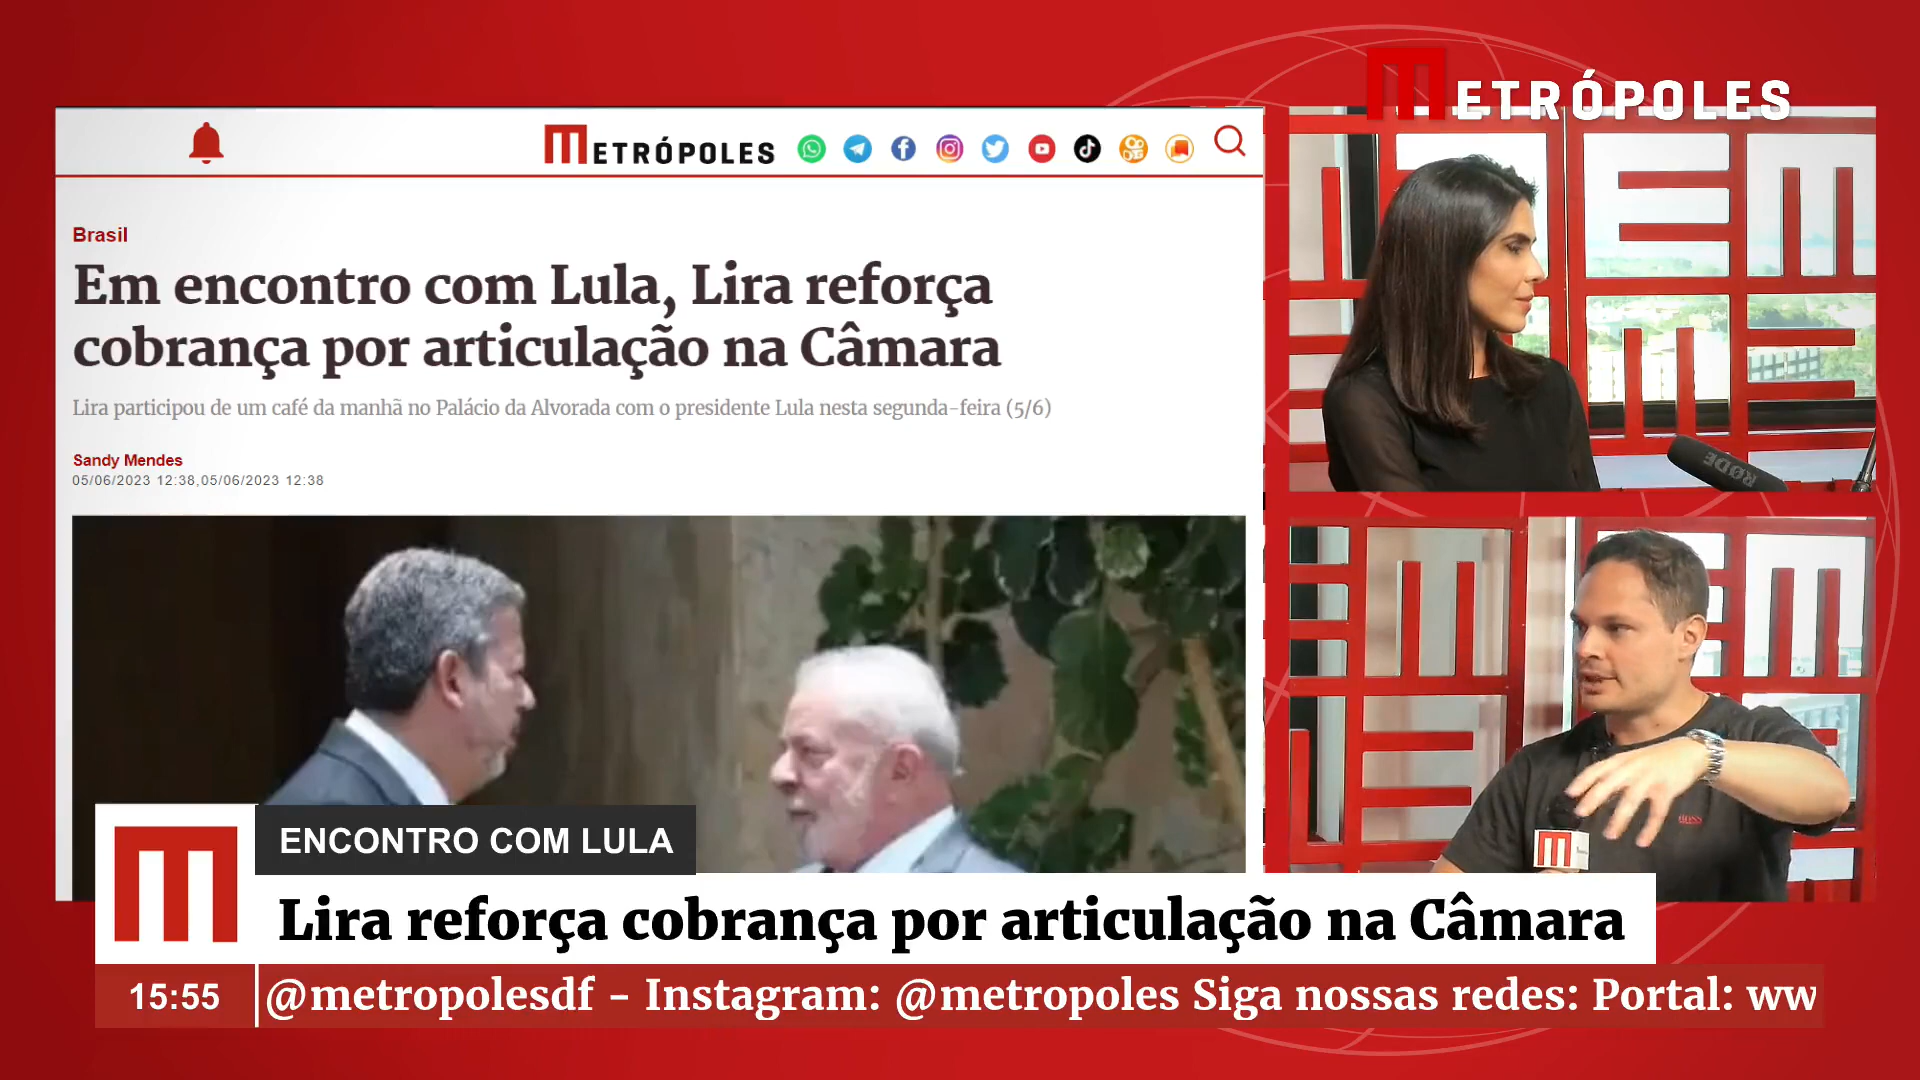 METRÓPOLES
METRÓPOLES
Brasil
Em encontro com Lula, Lira reforça
cobrança por articulação na Câmara
Lira participou de um café da manhã no Palácio da Alvorada com o presidente Lula nesta segunda-feira (5/6)
Sandy Mendes
05/06/2023 12:38,05/06/2023 12:38
RØDE
BOSS
M
ENCONTRO COM LULA
M
Lira reforça cobrança por articulação na Câmara
15:55
@metropolesdf - Instagram: @metropoles Siga nossas redes: Portal: ww